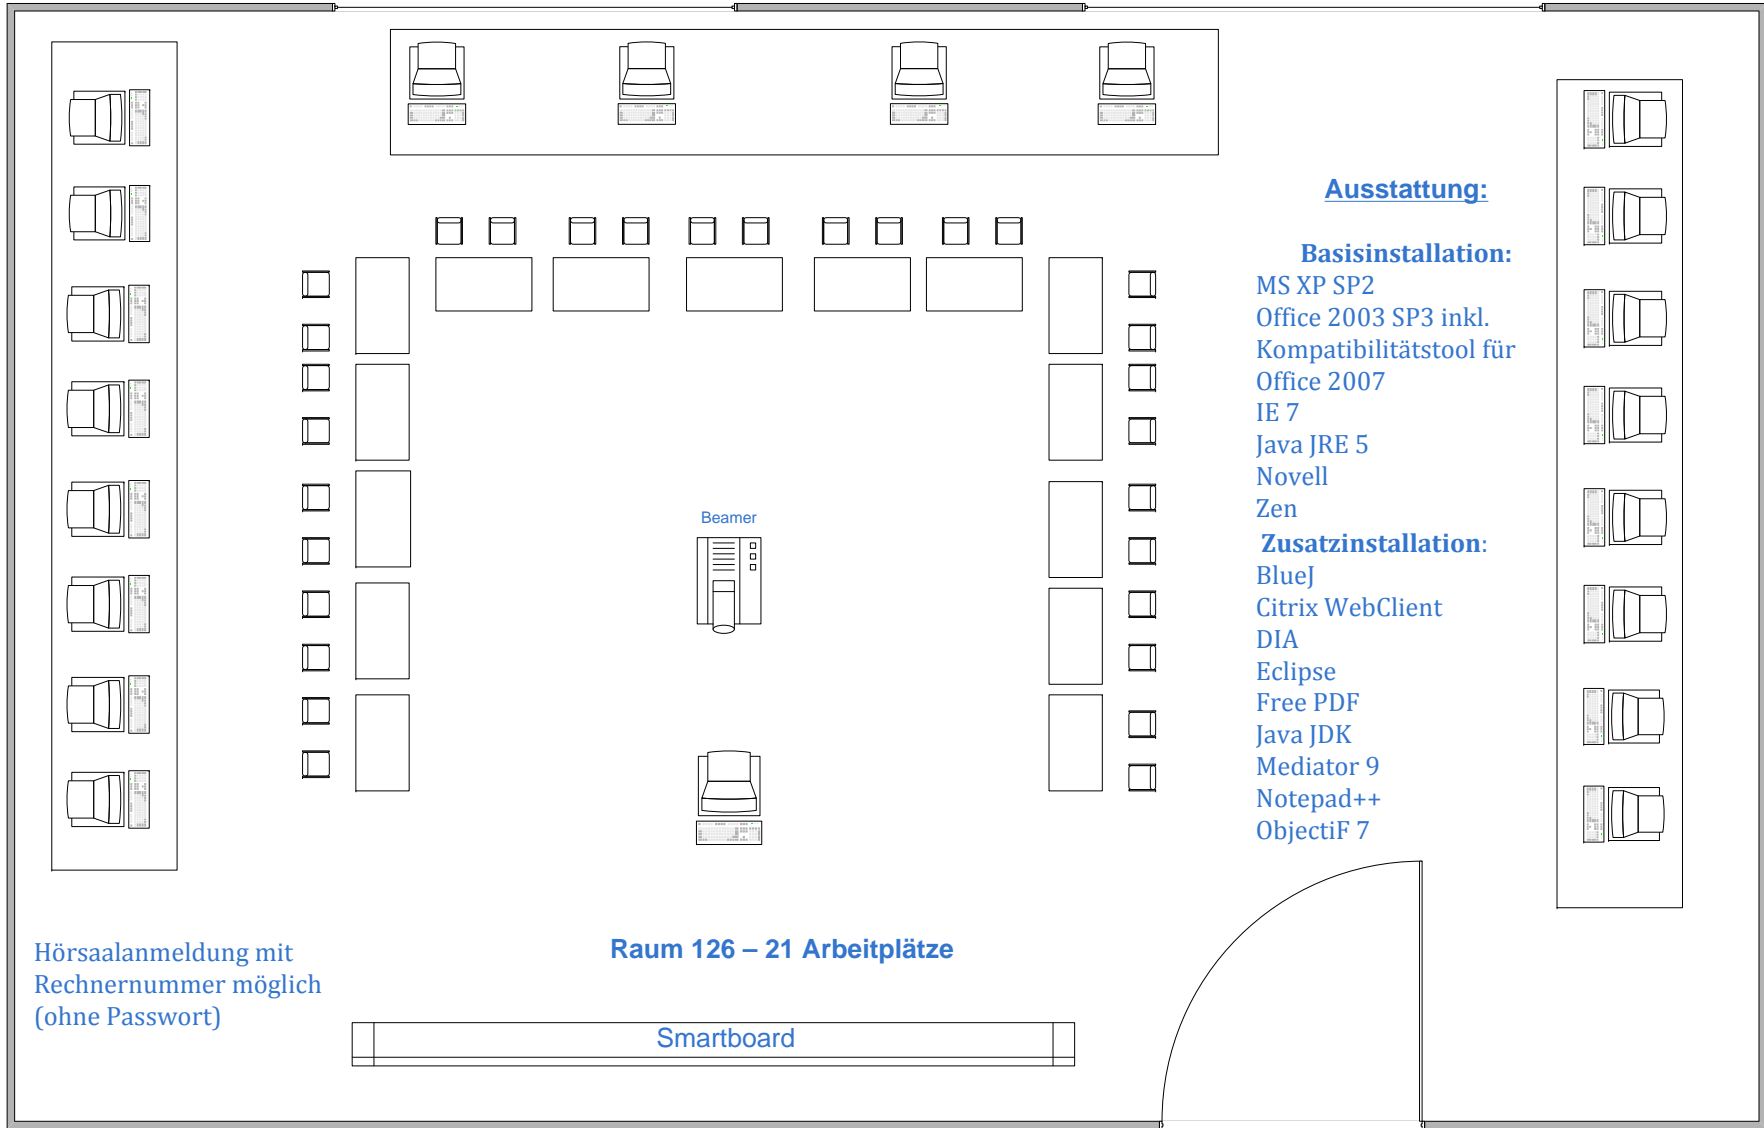 Ausstattung:
Basisinstallation:
MS XP SP2
Office 2003 SP3 inkl.
Kompatibilitätstool für
Office 2007
IE 7
Java JRE 5
Novell
Zen
Zusatzinstallation:
BlueJ
Citrix WebClient
DIA
Eclipse
Free PDF
Java JDK
Mediator 9
Notepad++
ObjectiF 7
Beamer
Hörsaalanmeldung mit
Rechnernummer möglich
(ohne Passwort)
Raum 126 – 21 Arbeitplätze
Smartboard